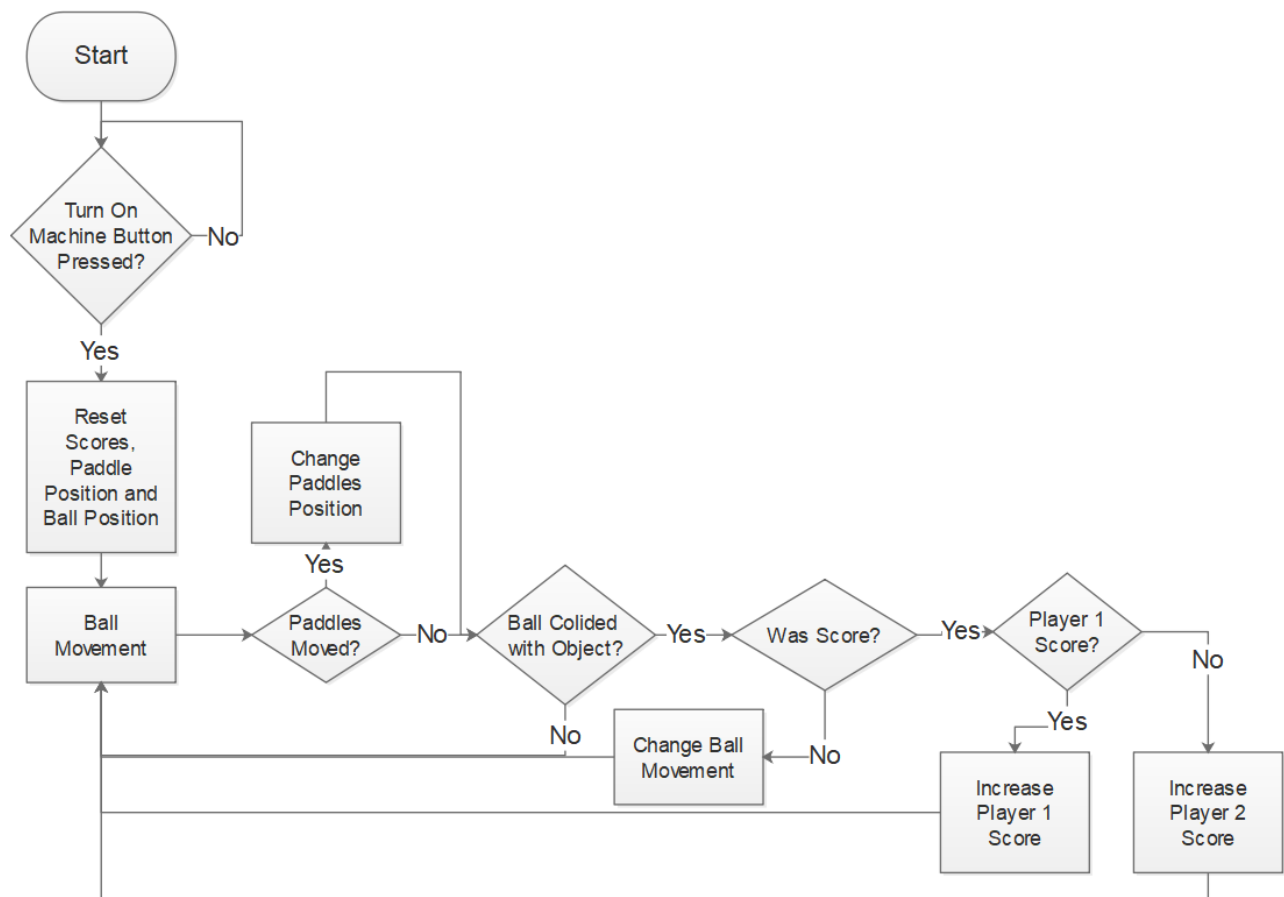 Start
Turn On
Machine Button
Pressed?
No
Yes
Reset
Scores,
Paddle
Position and
Ball Position
Change
Paddles
Position
Yes
Ball
Movement
Paddles
Moved?
No
Ball Colided
with Object?
Yes
Was Score?
Yes
Player 1
Score?
No
Yes
No
Change Ball
Movement
No
Increase
Player 1
Score
Increase
Player 2
Score